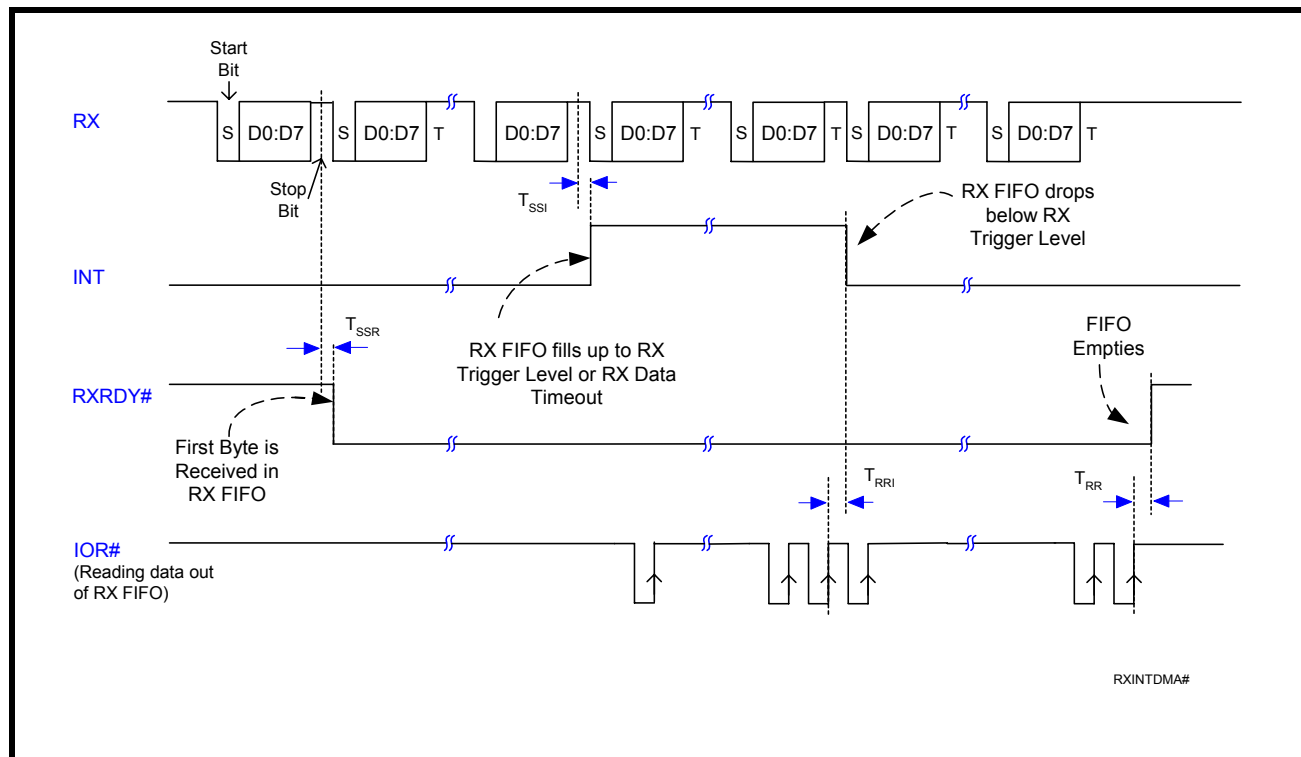 Start
Bit
RX
S D0:D7 S D0:D7 T D0:D7 S D0:D7 T S D0:D7 T S D0:D7 T S D0:D7 T
Stop
Bit
TSSI
RX FIFO drops
below RX
Trigger Level
INT
TSSR
RX FIFO fills up to RX
Trigger Level or RX Data
Timeout
FIFO
Empties
RXRDY#
First Byte is
Received in
RX FIFO
TRRI
TRR
IOR#
(Reading data out
of RX FIFO)
RXINTDMA#